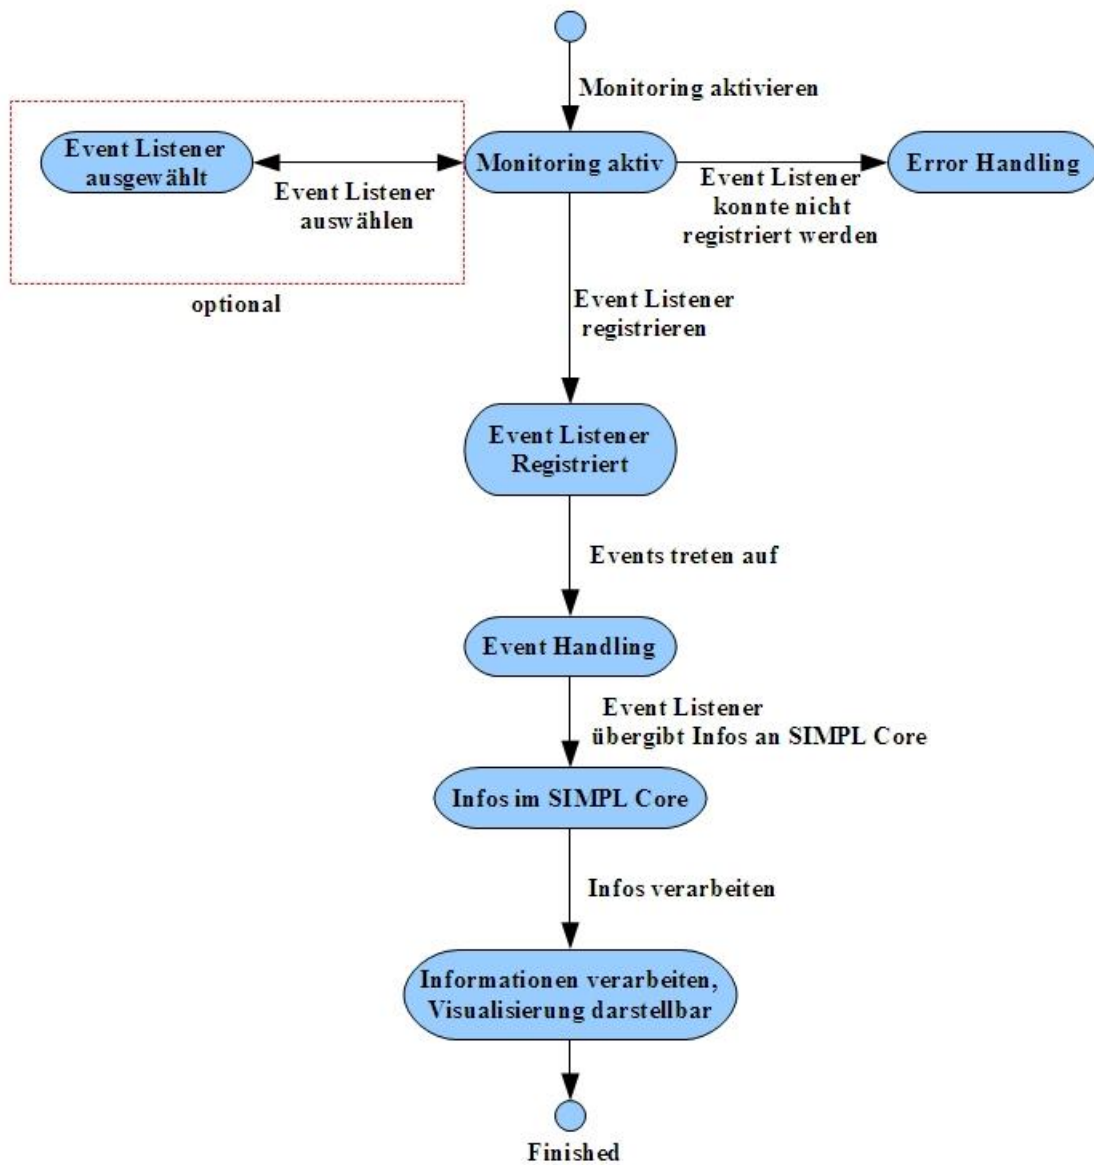 Monitoring aktivieren
Event Listener
ausgewählt
Event Listener
auswählen
optional
Monitoring aktiv
Event Listener
konnte nicht
registriert werden
Error Handling
Event Listener
registrieren
Event Listener
Registriert
Events treten auf
Event Handling
Event Listener
übergibt Infos an SIMPL Core
Infos im SIMPL Core
Infos verarbeiten
Informationen verarbeiten,
Visualisierung darstellbar
Finished